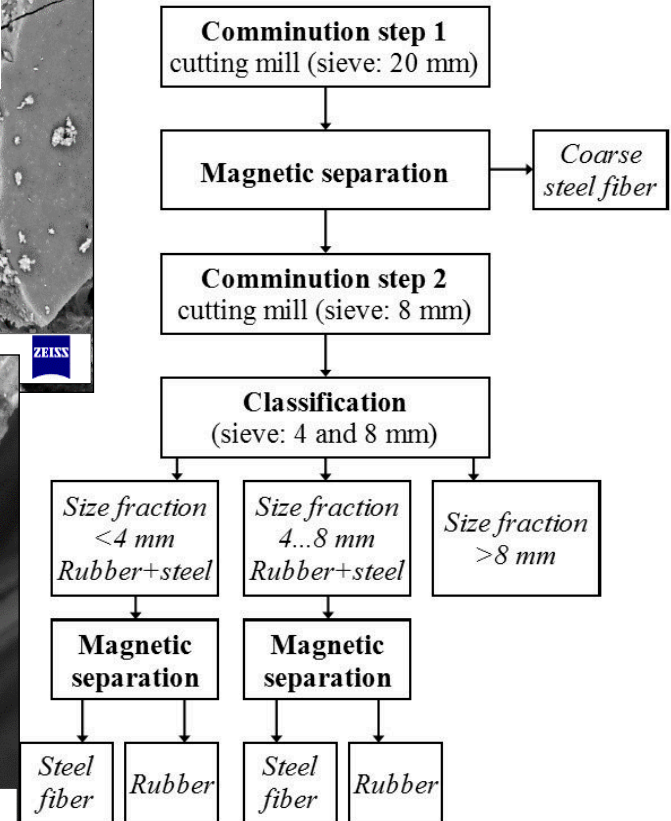 Comminution step 1
cutting mill (sieve: 20 mm)
Magnetic separation
Coarse
steel fiber
Comminution step 2
cutting mill (sieve: 8 mm)
ZEISS
Classification
(sieve: 4 and 8 mm)
Size fraction
<4 mm
Rubber+steel
Size fraction
4...8 mm
Rubber+steel
Size fraction
>8 mm
Magnetic
separation
Magnetic
separation
Steel
fiber
Rubber
Steel
fiber
Rubber